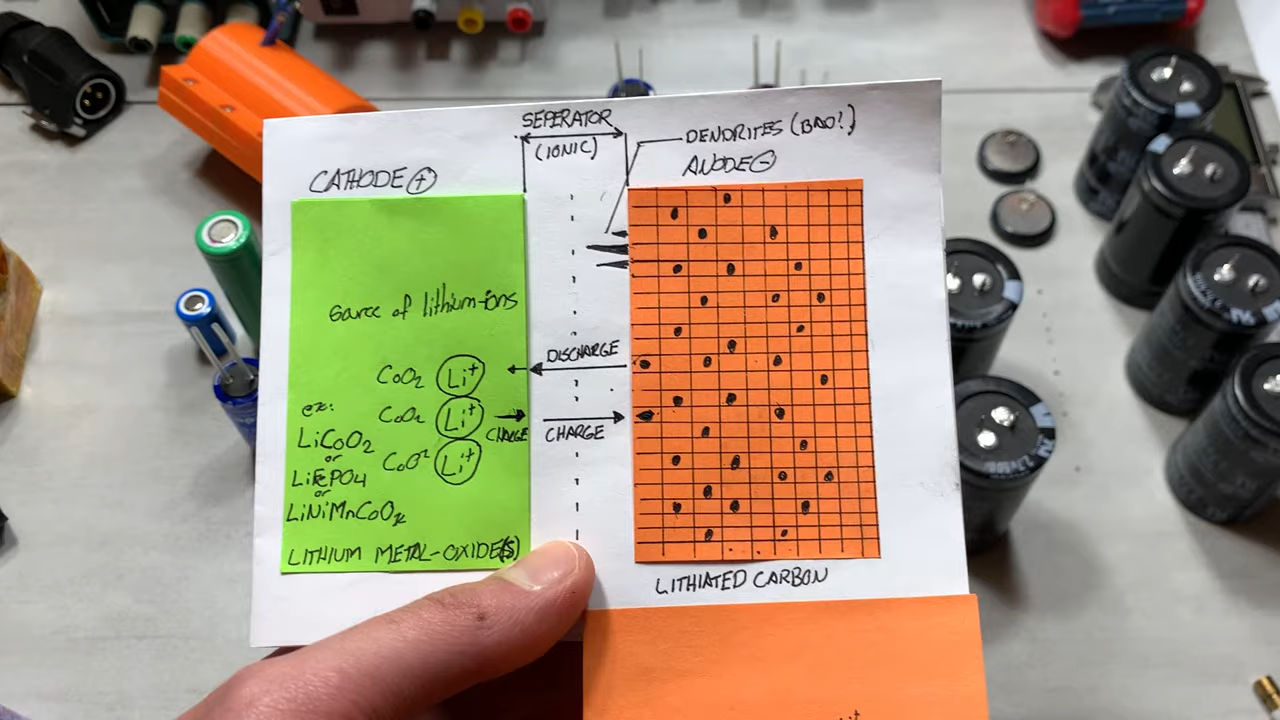 SEPERATOR
(IONIC)
DENDRITES (BAD!)
CATHODE +
ANODE -
source of lithium-ions
DISCHARGE
CoO₂ Li⁺
CoO₂ Li⁺
CHARGE
CHARGE
CoO² Li⁺
ex:
LiCoO₂
or
LiFePO₄
or
LiNiMnCoOₓ
LITHIUM METAL-OXIDE(S)
LITHIATED CARBON